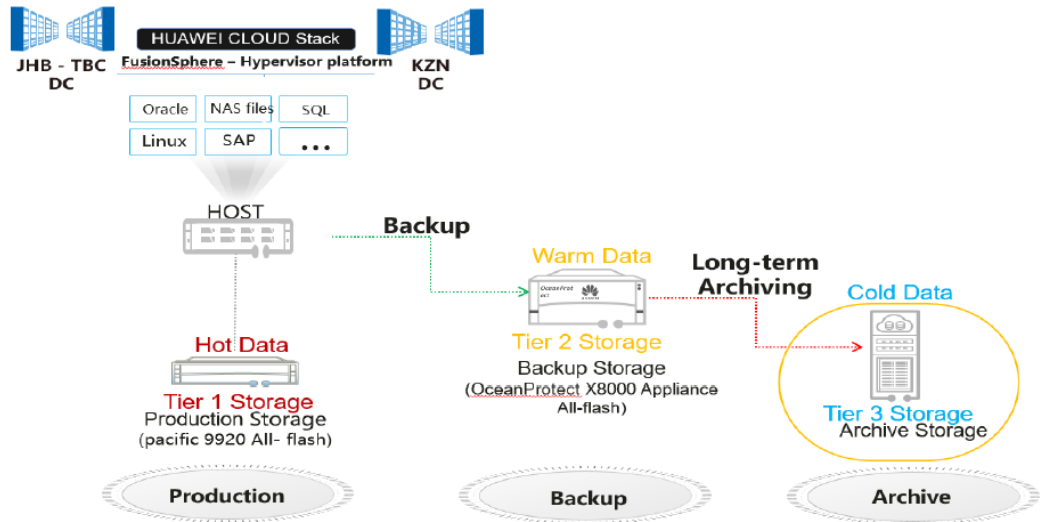 HUAWEI CLOUD Stack
FusionSphere – Hypervisor platform
JHB - TBC
DC
KZN
DC
Oracle
NAS files
SQL
Linux
SAP
...
HOST
Backup
Hot Data
Tier 1 Storage
Production Storage
(pacific 9920 All- flash)
Warm Data
OceanProt
ect
Tier 2 Storage
Backup Storage
(OceanProtect X8000 Appliance
All-flash)
Long-term
Archiving
Cold Data
Tier 3 Storage
Archive Storage
Production
Backup
Archive